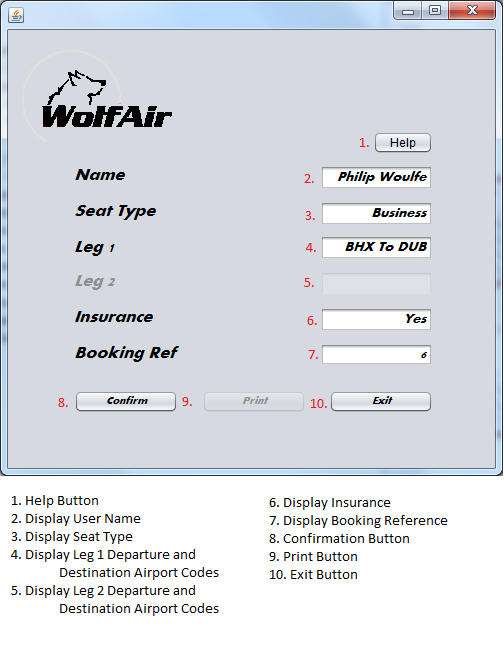 WolfAir
1. Help
Name 2. Philip Woulfe
Seat Type 3. Business
Leg 1 4. BHX To DUB
Leg 2 5.
Insurance 6. Yes
Booking Ref 7. 6
8. Confirm 9. Print 10. Exit
1. Help Button
2. Display User Name
3. Display Seat Type
4. Display Leg 1 Departure and
Destination Airport Codes
5. Display Leg 2 Departure and
Destination Airport Codes
6. Display Insurance
7. Display Booking Reference
8. Confirmation Button
9. Print Button
10. Exit Button